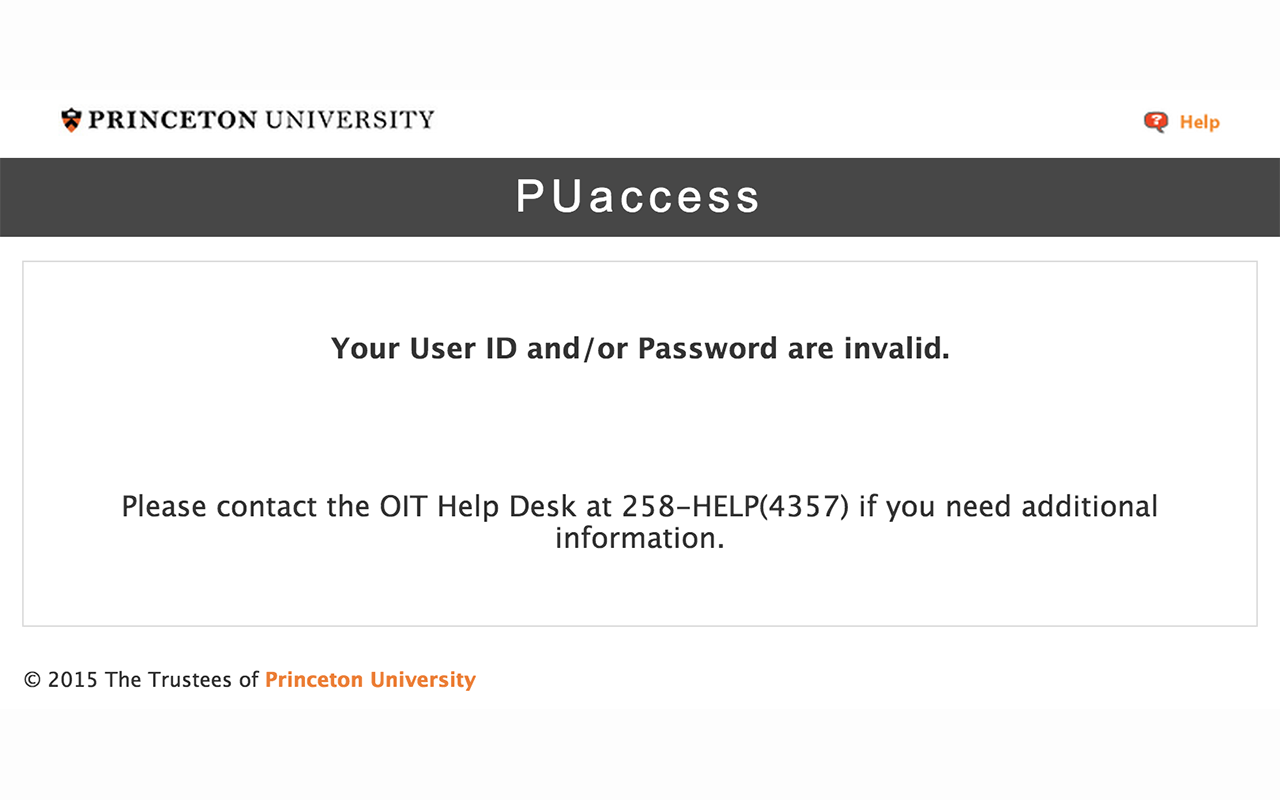 PRINCETON UNIVERSITY
Help
PUaccess
Your User ID and/or Password are invalid.
Please contact the OIT Help Desk at 258-HELP(4357) if you need additional
information.
© 2015 The Trustees of Princeton University